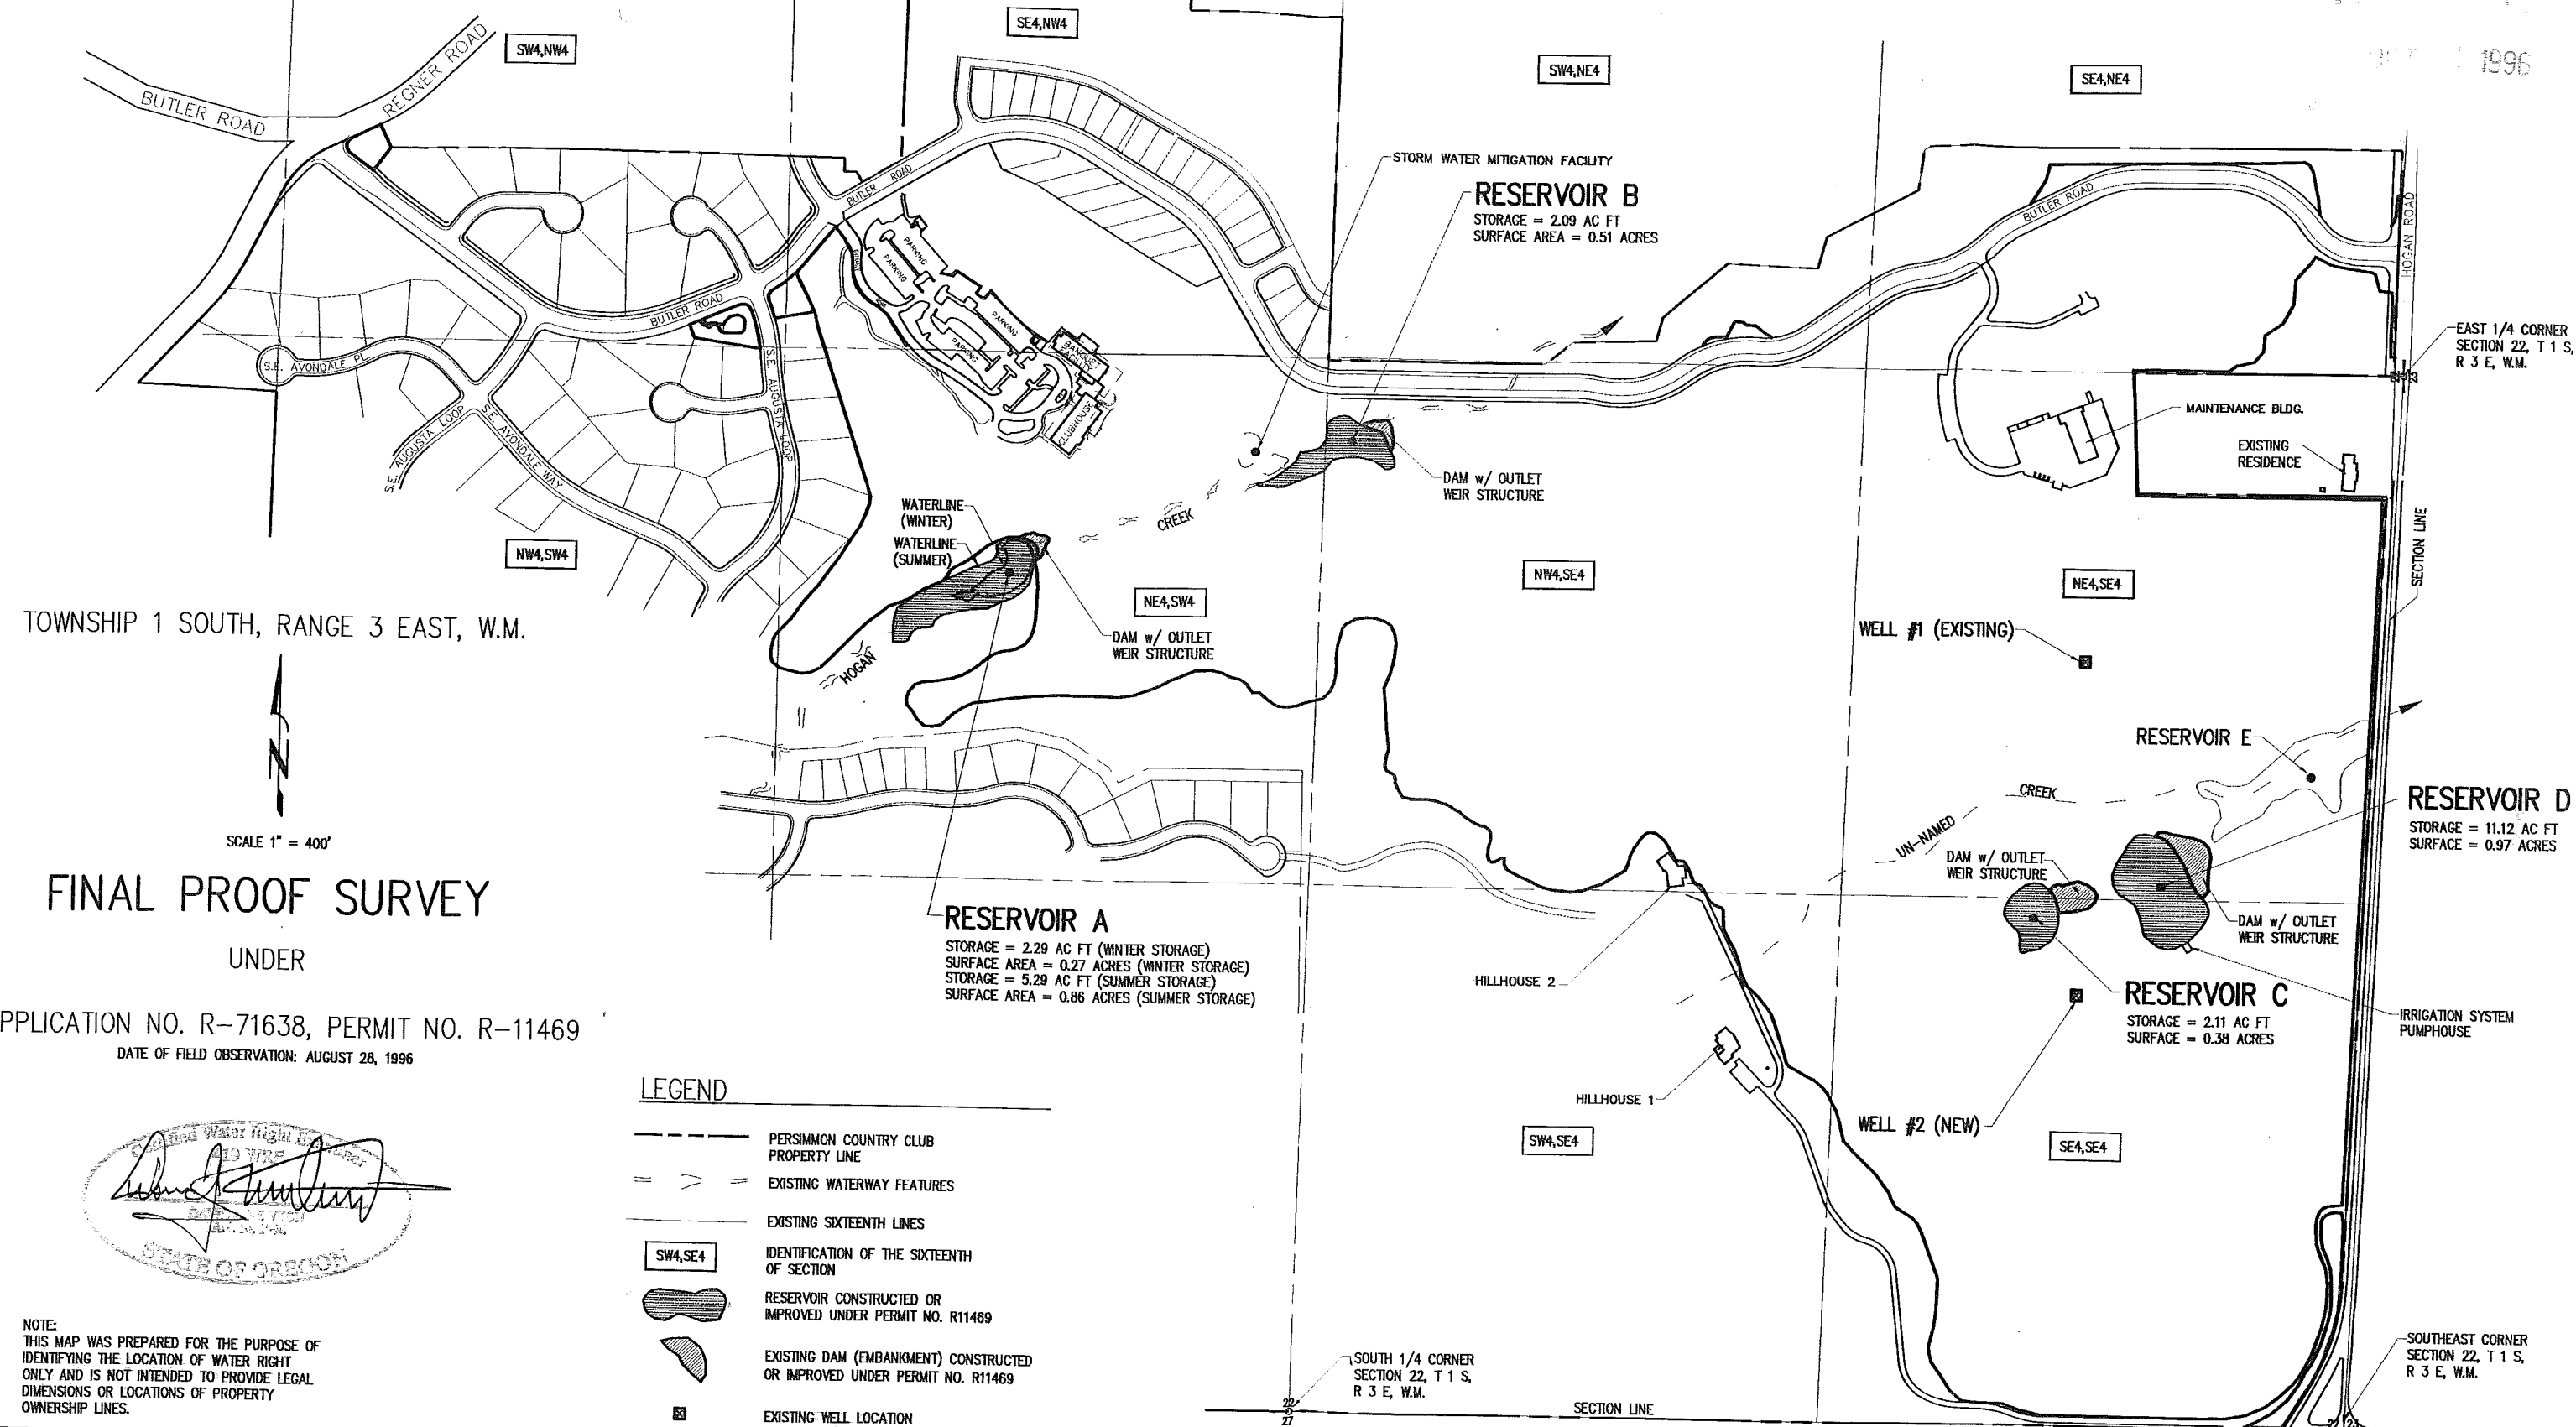 SW4,NW4
SE4,NW4
SW4,NE4
SE4,NE4
1996
BUTLER ROAD
REGNER ROAD
BUTLER ROAD
STORM WATER MITIGATION FACILITY
RESERVOIR B
STORAGE = 2.09 AC FT
SURFACE AREA = 0.51 ACRES
BUTLER ROAD
HOGAN ROAD
PARKING
PARKING
PARKING
PARKING
BANQUET
FACILITY
CLUBHOUSE
BUTLER ROAD
S.E. AVONDALE PL.
S.E. AUGUSTA LOOP
S.E. AUGUSTA LOOP
S.E. AVONDALE WAY
EAST 1/4 CORNER
SECTION 22, T 1 S,
R 3 E, W.M.
23
MAINTENANCE BLDG.
EXISTING
RESIDENCE
DAM w/ OUTLET
WEIR STRUCTURE
WATERLINE
(WINTER)
WATERLINE
(SUMMER)
CREEK
NW4,SW4
NE4,SW4
NW4,SE4
NE4,SE4
SECTION LINE
DAM w/ OUTLET
WEIR STRUCTURE
HOGAN
WELL #1 (EXISTING)
TOWNSHIP 1 SOUTH, RANGE 3 EAST, W.M.
N
SCALE 1" = 400'
RESERVOIR E
CREEK
UN-NAMED
RESERVOIR D
STORAGE = 11.12 AC FT
SURFACE = 0.97 ACRES
DAM w/ OUTLET
WEIR STRUCTURE
DAM w/ OUTLET
WEIR STRUCTURE
FINAL PROOF SURVEY
UNDER
PPLICATION NO. R-71638, PERMIT NO. R-11469
DATE OF FIELD OBSERVATION: AUGUST 28, 1996
RESERVOIR A
STORAGE = 2.29 AC FT (WINTER STORAGE)
SURFACE AREA = 0.27 ACRES (WINTER STORAGE)
STORAGE = 5.29 AC FT (SUMMER STORAGE)
SURFACE AREA = 0.86 ACRES (SUMMER STORAGE)
HILLHOUSE 2
RESERVOIR C
STORAGE = 2.11 AC FT
SURFACE = 0.38 ACRES
IRRIGATION SYSTEM
PUMPHOUSE
HILLHOUSE 1
WELL #2 (NEW)
SW4,SE4
SE4,SE4
Water Right
STATE OF OREGON
LEGEND
PERSIMMON COUNTRY CLUB
PROPERTY LINE
EXISTING WATERWAY FEATURES
EXISTING SIXTEENTH LINES
SW4,SE4
IDENTIFICATION OF THE SIXTEENTH
OF SECTION
RESERVOIR CONSTRUCTED OR
IMPROVED UNDER PERMIT NO. R11469
EXISTING DAM (EMBANKMENT) CONSTRUCTED
OR IMPROVED UNDER PERMIT NO. R11469
EXISTING WELL LOCATION
NOTE:
THIS MAP WAS PREPARED FOR THE PURPOSE OF
IDENTIFYING THE LOCATION OF WATER RIGHT
ONLY AND IS NOT INTENDED TO PROVIDE LEGAL
DIMENSIONS OR LOCATIONS OF PROPERTY
OWNERSHIP LINES.
SOUTH 1/4 CORNER
SECTION 22, T 1 S,
R 3 E, W.M.
22
27
SECTION LINE
SOUTHEAST CORNER
SECTION 22, T 1 S,
R 3 E, W.M.